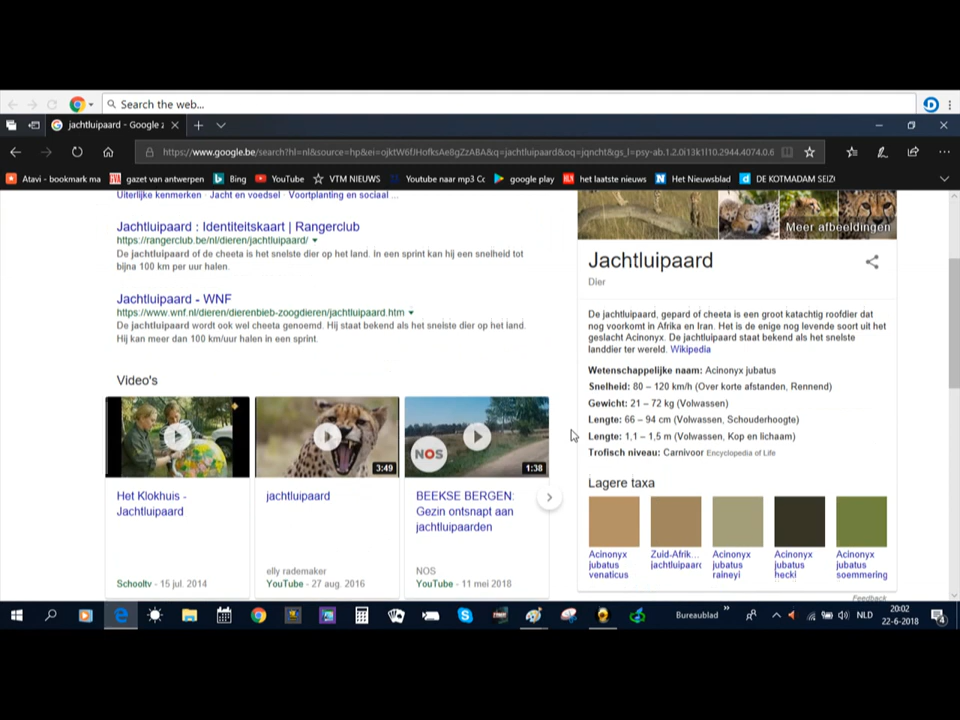 Search the web...
jachtluipaard - Google z
https://www.google.be/search?hl=nl&source=hp&ei=ojktW6fJHofksAe8gZzABA&q=jachtluipaard&oq=jqncht&gs_l=psy-ab.1.2.0i13k1l10.2944.4074.0.6
Atavi - bookmark ma
gazet van antwerpen
Bing
YouTube
VTM NIEUWS
Youtube naar mp3 Co
google play
het laatste nieuws
Het Nieuwsblad
DE KOTMADAM SEIZO
Uiterlijke kenmerken · Jacht en voedsel · Voortplanting en sociaal ...
Jachtluipaard : Identiteitskaart | Rangerclub
https://rangerclub.be/nl/dieren/jachtluipaard/
De jachtluipaard of de cheeta is het snelste dier op het land. In een sprint kan hij een snelheid tot
bijna 100 km per uur halen.
Jachtluipaard - WNF
https://www.wnf.nl/dieren/dierenbieb-zoogdieren/jachtluipaard.htm
De jachtluipaard wordt ook wel cheeta genoemd. Hij staat bekend als het snelste dier op het land.
Hij kan meer dan 100 km/uur halen in een sprint.
Video's
3:49
NOS
1:38
Het Klokhuis -
Jachtluipaard
Schooltv - 15 jul. 2014
jachtluipaard
elly rademaker
YouTube - 27 aug. 2016
BEEKSE BERGEN:
Gezin ontsnapt aan
jachtluipaarden
NOS
YouTube - 11 mei 2018
Meer afbeeldingen
Jachtluipaard
Dier
De jachtluipaard, gepard of cheeta is een groot katachtig roofdier dat
nog voorkomt in Afrika en Iran. Het is de enige nog levende soort uit het
geslacht Acinonyx. De jachtluipaard staat bekend als het snelste
landdier ter wereld. Wikipedia
Wetenschappelijke naam: Acinonyx jubatus
Snelheid: 80 – 120 km/h (Over korte afstanden, Rennend)
Gewicht: 21 – 72 kg (Volwassen)
Lengte: 66 – 94 cm (Volwassen, Schouderhoogte)
Lengte: 1,1 – 1,5 m (Volwassen, Kop en lichaam)
Trofisch niveau: Carnivoor Encyclopedia of Life
Lagere taxa
Acinonyx
jubatus
venaticus
Zuid-Afrik...
jachtluipaard
Acinonyx
jubatus
raineyi
Acinonyx
jubatus
hecki
Acinonyx
jubatus
soemmering
Feedback
Bureaublad
NLD
20:02
22-6-2018
4